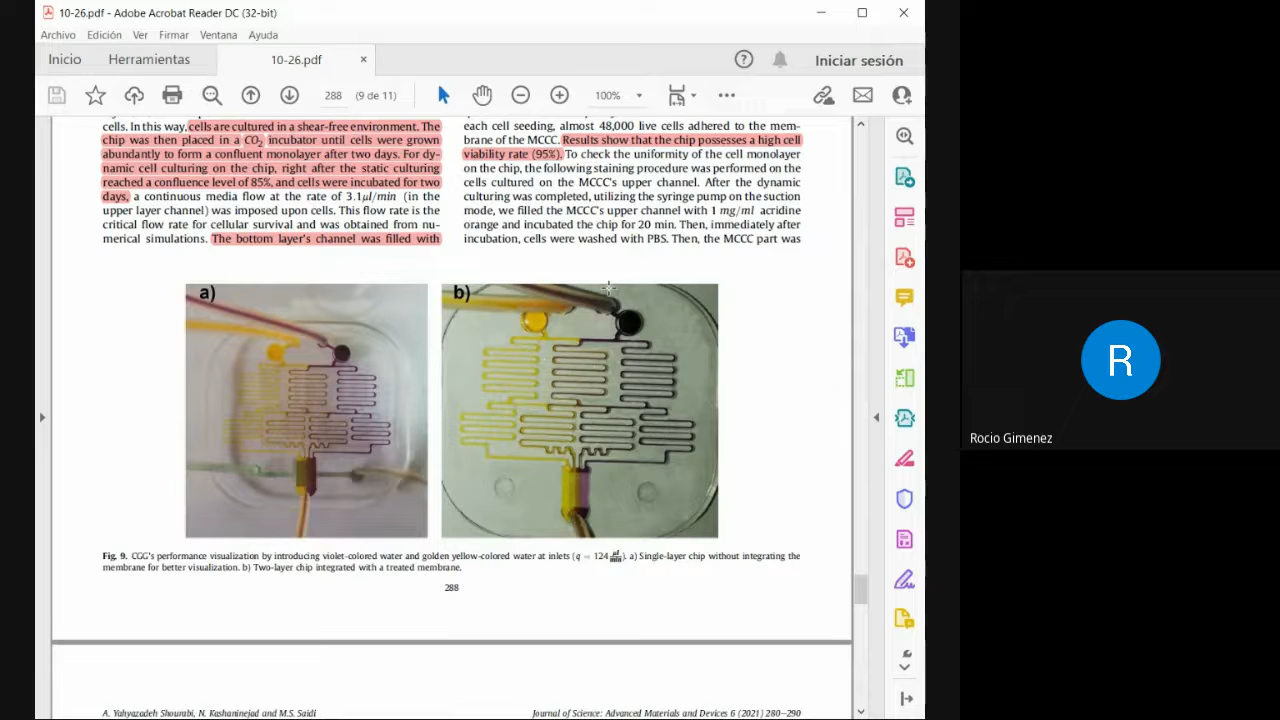 10-26.pdf - Adobe Acrobat Reader DC (32-bit)
Archivo Edición Ver Firmar Ventana Ayuda
Inicio Herramientas 10-26.pdf × Iniciar sesión
288 (9 de 11) 100%
cells. In this way, cells are cultured in a shear-free environment. The
chip was then placed in a CO2 incubator until cells were grown
abundantly to form a confluent monolayer after two days. For dy-
namic cell culturing on the chip, right after the static culturing
reached a confluence level of 85%, and cells were incubated for two
days, a continuous media flow at the rate of 3.1μl/min (in the
upper layer channel) was imposed upon cells. This flow rate is the
critical flow rate for cellular survival and was obtained from nu-
merical simulations. The bottom layer's channel was filled with
each cell seeding, almost 48,000 live cells adhered to the mem-
brane of the MCCC. Results show that the chip possesses a high cell
viability rate (95%). To check the uniformity of the cell monolayer
on the chip, the following staining procedure was performed on the
cells cultured on the MCCC's upper channel. After the dynamic
culturing was completed, utilizing the syringe pump on the suction
mode, we filled the MCCC's upper channel with 1 mg/ml acridine
orange and incubated the chip for 20 min. Then, immediately after
incubation, cells were washed with PBS. Then, the MCCC part was
a)
b)
Fig. 9. CGG's performance visualization by introducing violet-colored water and golden yellow-colored water at inlets (q = 124 μl/min). a) Single-layer chip without integrating the
membrane for better visualization. b) Two-layer chip integrated with a treated membrane.
288
A. Yahyazadeh Shourabi, N. Kashaninejad and M.S. Saidi
Journal of Science: Advanced Materials and Devices 6 (2021) 280–290
R
Rocio Gimenez